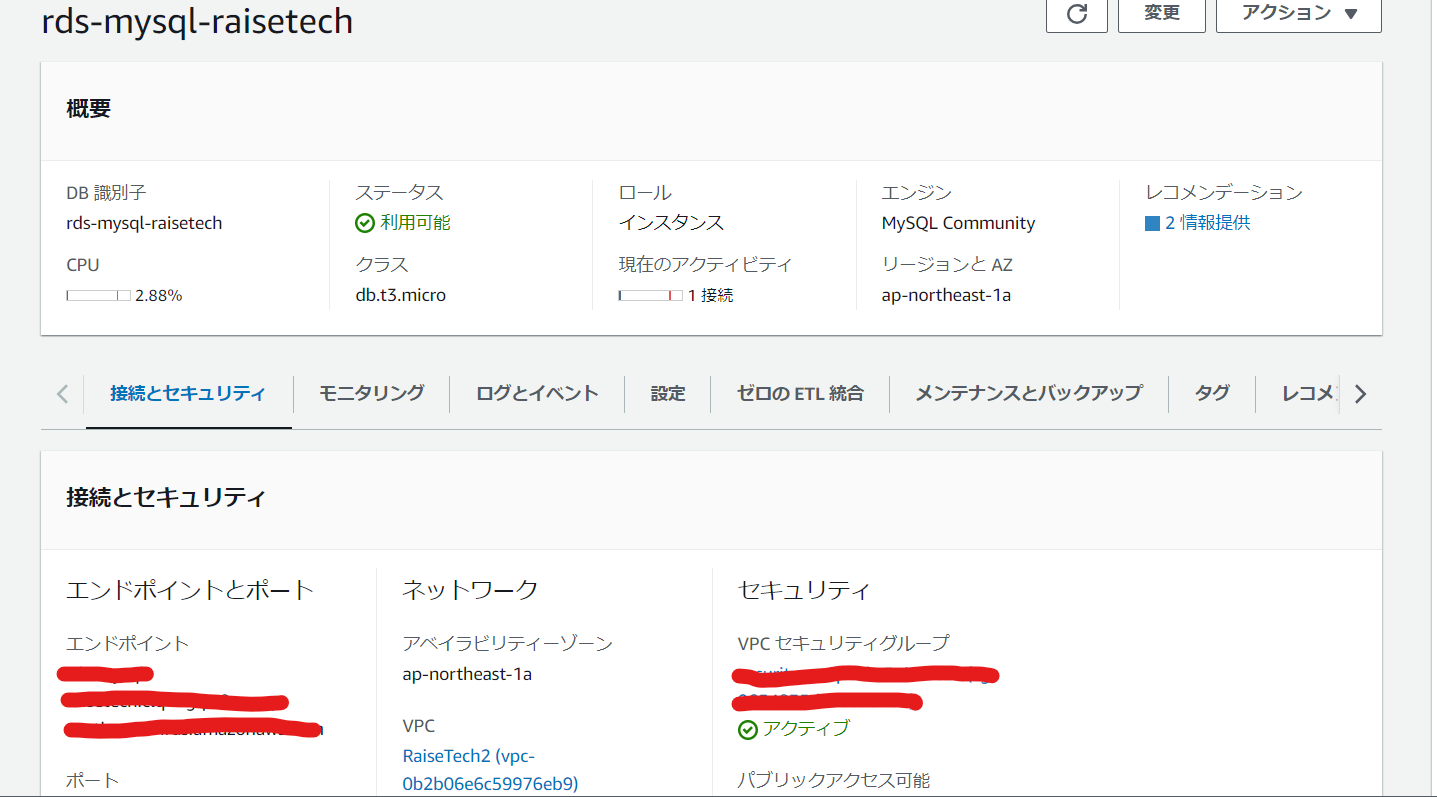 rds-mysql-raisetech
変更
アクション ▼
概要
DB 識別子
rds-mysql-raisetech
ステータス
利用可能
ロール
インスタンス
エンジン
MySQL Community
レコメンデーション
2 情報提供
CPU
2.88%
クラス
db.t3.micro
現在のアクティビティ
1 接続
リージョンと AZ
ap-northeast-1a
接続とセキュリティ
モニタリング
ログとイベント
設定
ゼロの ETL 統合
メンテナンスとバックアップ
タグ
レコメ
接続とセキュリティ
エンドポイントとポート
エンドポイント
ポート
ネットワーク
アベイラビリティーゾーン
ap-northeast-1a
VPC
RaiseTech2 (vpc-
0b2b06e6c59976eb9)
セキュリティ
VPC セキュリティグループ
アクティブ
パブリックアクセス可能